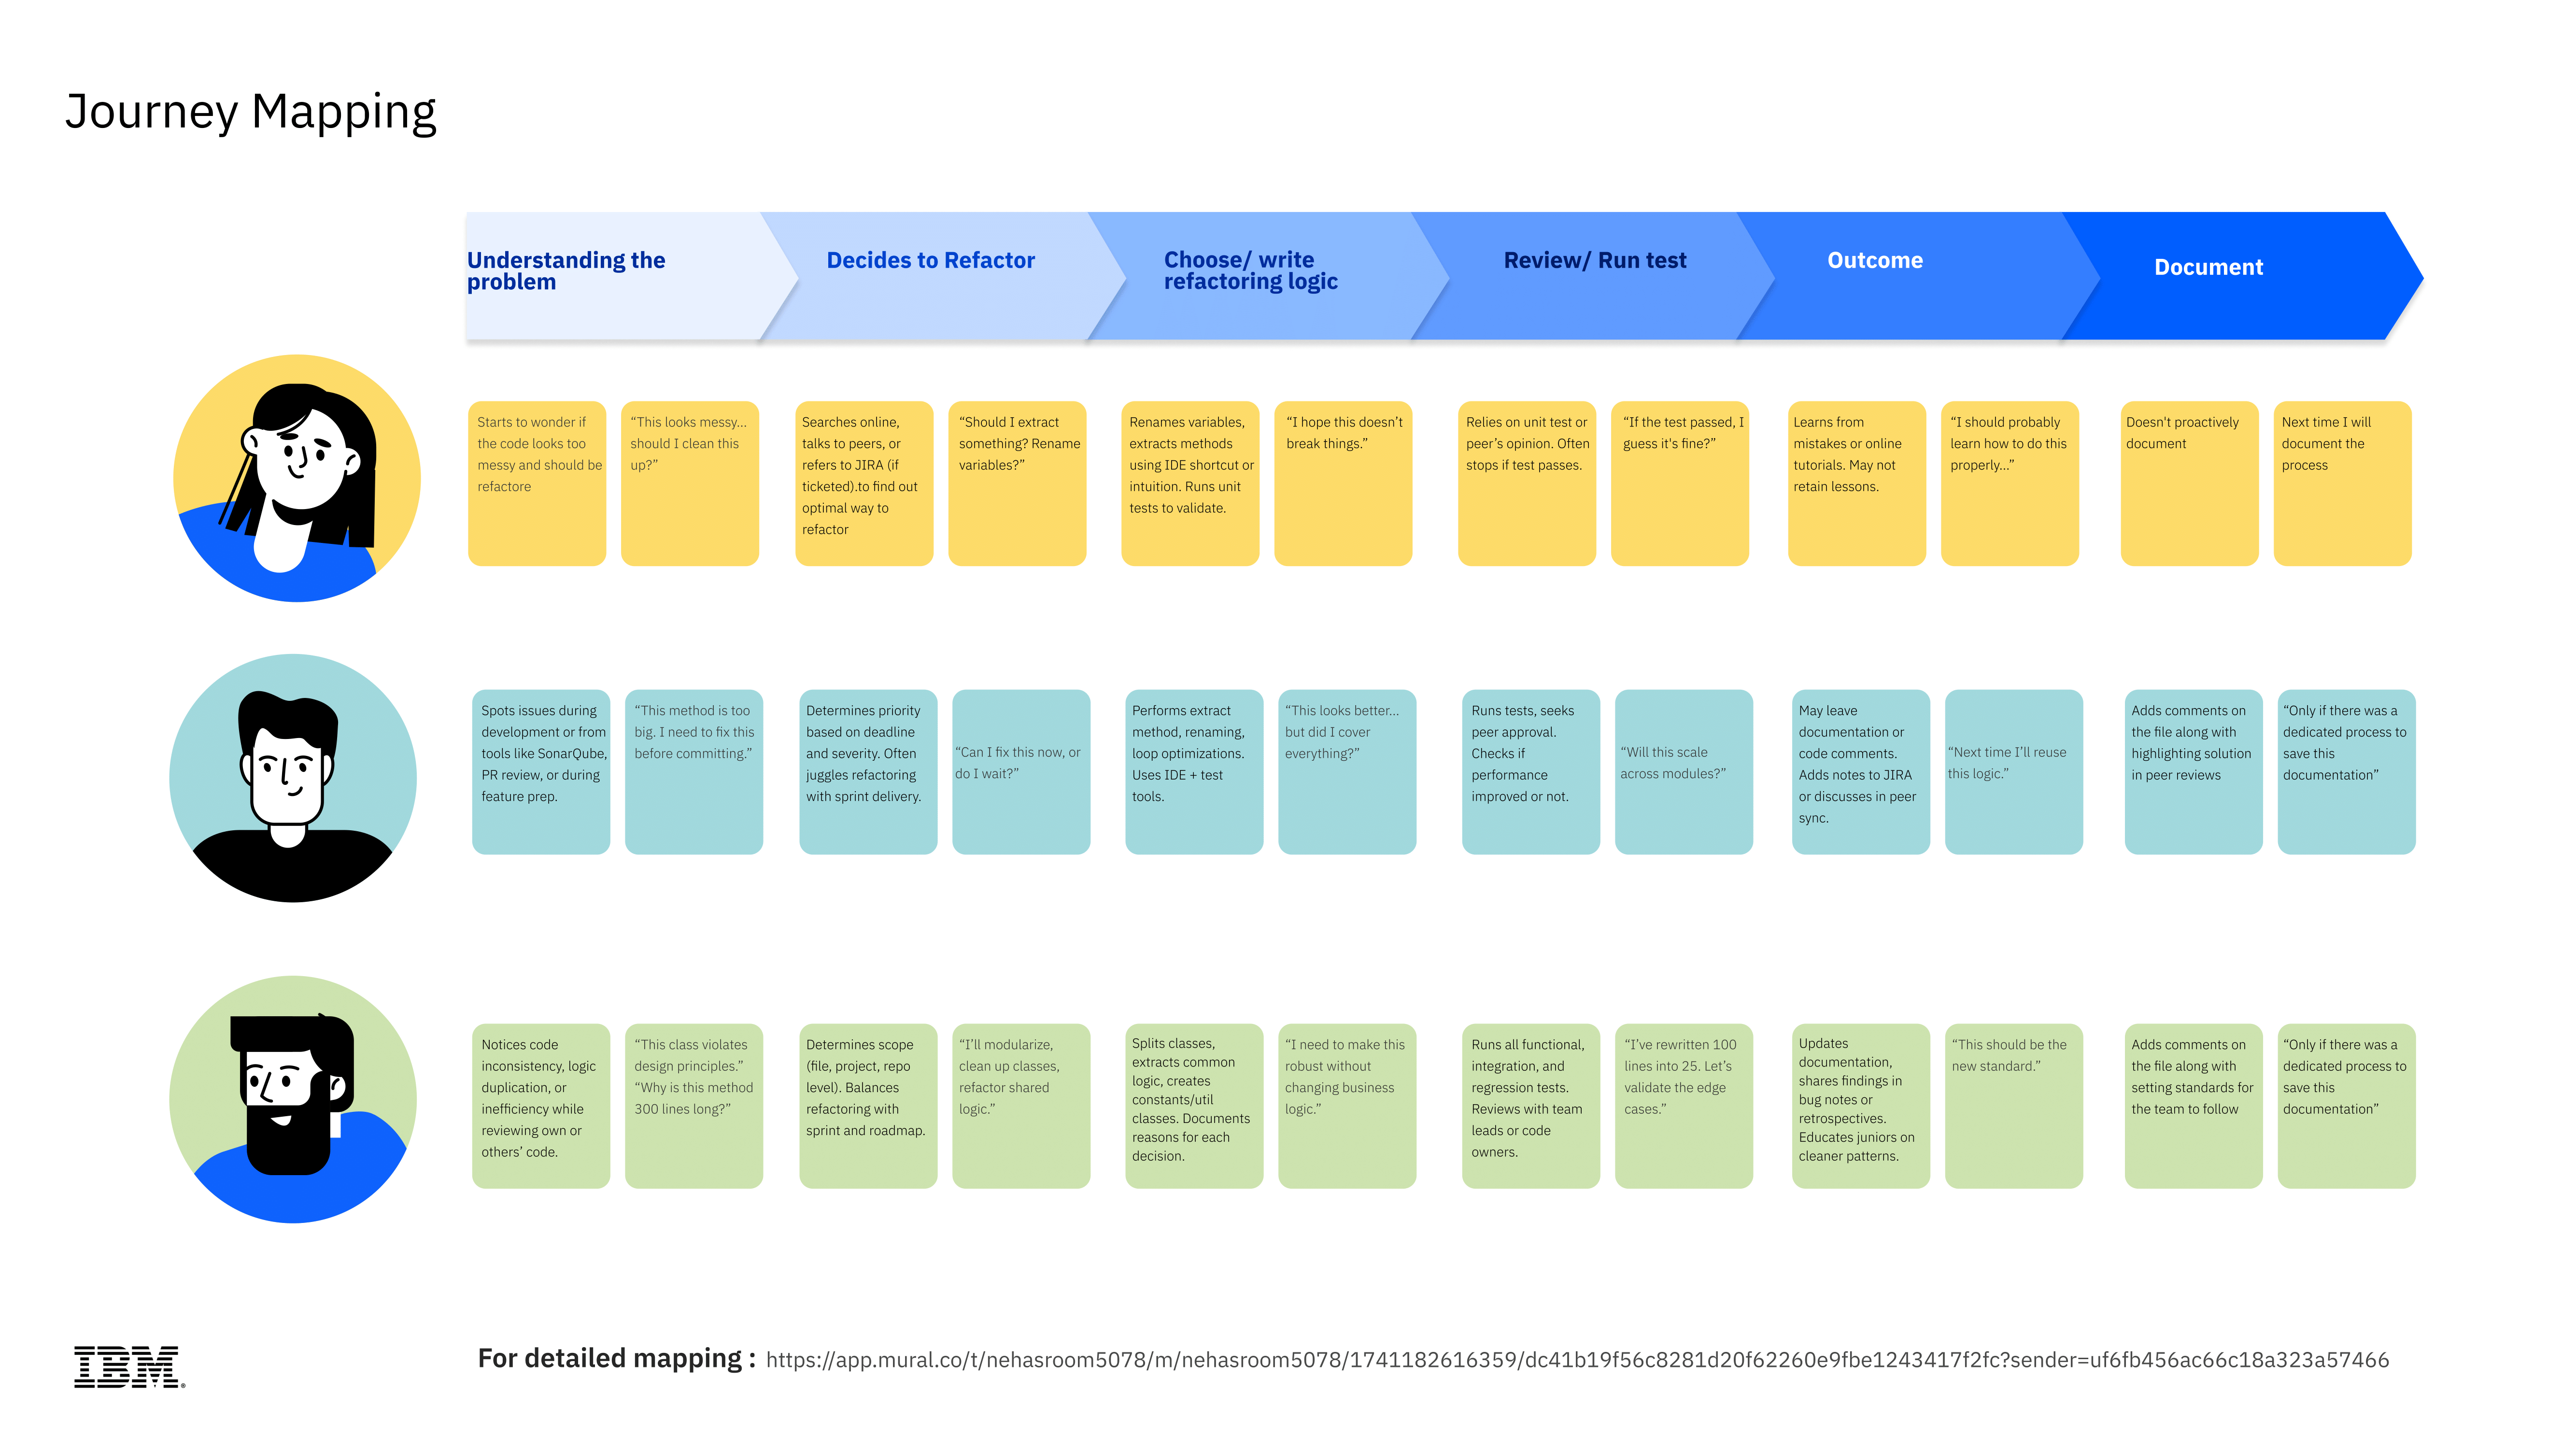 Journey Mapping
Understanding the
problem
Decides to Refactor
Choose/ write
refactoring logic
Review/ Run test
Outcome
Document
Starts to wonder if
the code looks too
messy and should be
refactore
“This looks messy…
should I clean this
up?”
Searches online,
talks to peers, or
refers to JIRA (if
ticketed).to find out
optimal way to
refactor
“Should I extract
something? Rename
variables?”
Renames variables,
extracts methods
using IDE shortcut or
intuition. Runs unit
tests to validate.
“I hope this doesn’t
break things.”
Relies on unit test or
peer’s opinion. Often
stops if test passes.
“If the test passed, I
guess it's fine?”
Learns from
mistakes or online
tutorials. May not
retain lessons.
“I should probably
learn how to do this
properly…”
Doesn't proactively
document
Next time I will
document the
process
Spots issues during
development or from
tools like SonarQube,
PR review, or during
feature prep.
“This method is too
big. I need to fix this
before committing.”
Determines priority
based on deadline
and severity. Often
juggles refactoring
with sprint delivery.
“Can I fix this now, or
do I wait?”
Performs extract
method, renaming,
loop optimizations.
Uses IDE + test
tools.
“This looks better…
but did I cover
everything?”
Runs tests, seeks
peer approval.
Checks if
performance
improved or not.
“Will this scale
across modules?”
May leave
documentation or
code comments.
Adds notes to JIRA
or discusses in peer
sync.
“Next time I’ll reuse
this logic.”
Adds comments on
the file along with
highlighting solution
in peer reviews
“Only if there was a
dedicated process to
save this
documentation”
Notices code
inconsistency, logic
duplication, or
inefficiency while
reviewing own or
others’ code.
“This class violates
design principles.”
“Why is this method
300 lines long?”
Determines scope
(file, project, repo
level). Balances
refactoring with
sprint and roadmap.
“I’ll modularize,
clean up classes,
refactor shared
logic.”
Splits classes,
extracts common
logic, creates
constants/util
classes. Documents
reasons for each
decision.
“I need to make this
robust without
changing business
logic.”
Runs all functional,
integration, and
regression tests.
Reviews with team
leads or code
owners.
“I’ve rewritten 100
lines into 25. Let’s
validate the edge
cases.”
Updates
documentation,
shares findings in
bug notes or
retrospectives.
Educates juniors on
cleaner patterns.
“This should be the
new standard.”
Adds comments on
the file along with
setting standards for
the team to follow
“Only if there was a
dedicated process to
save this
documentation”
IBM®
For detailed mapping : https://app.mural.co/t/nehasroom5078/m/nehasroom5078/1741182616359/dc41b19f56c8281d20f62260e9fbe1243417f2fc?sender=uf6fb456ac66c18a323a57466